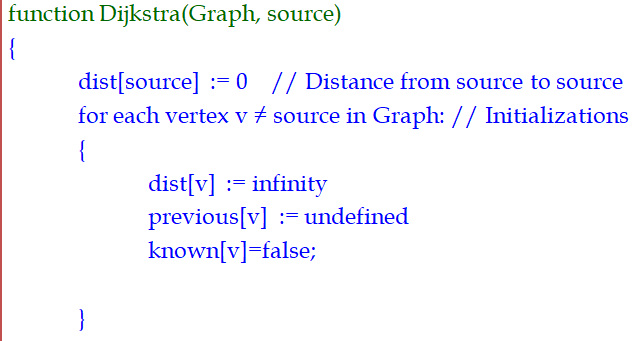 function Dijkstra(Graph, source)
{
dist[source] := 0 // Distance from source to source
for each vertex v ≠ source in Graph: // Initializations
{
dist[v] := infinity
previous[v] := undefined
known[v]=false;
}